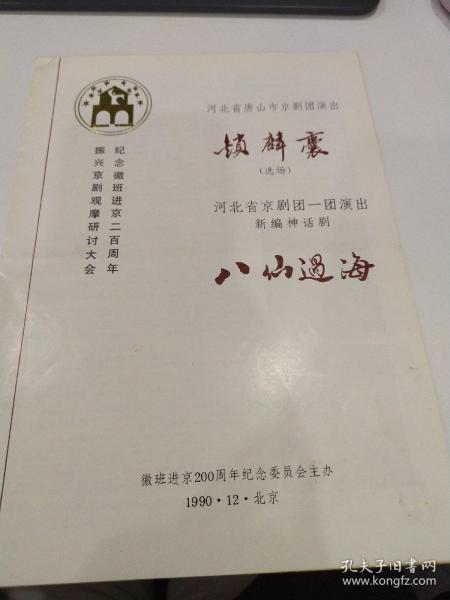 纪念徽班进京二百周年
振兴京剧观摩研讨大会
河北省唐山市京剧团演出
锁麟囊
(选场)
河北省京剧团一团演出
新编神话剧
八仙过海
徽班进京200周年纪念委员会主办
1990·12·北京
孔夫子旧书网
www.kongfz.com